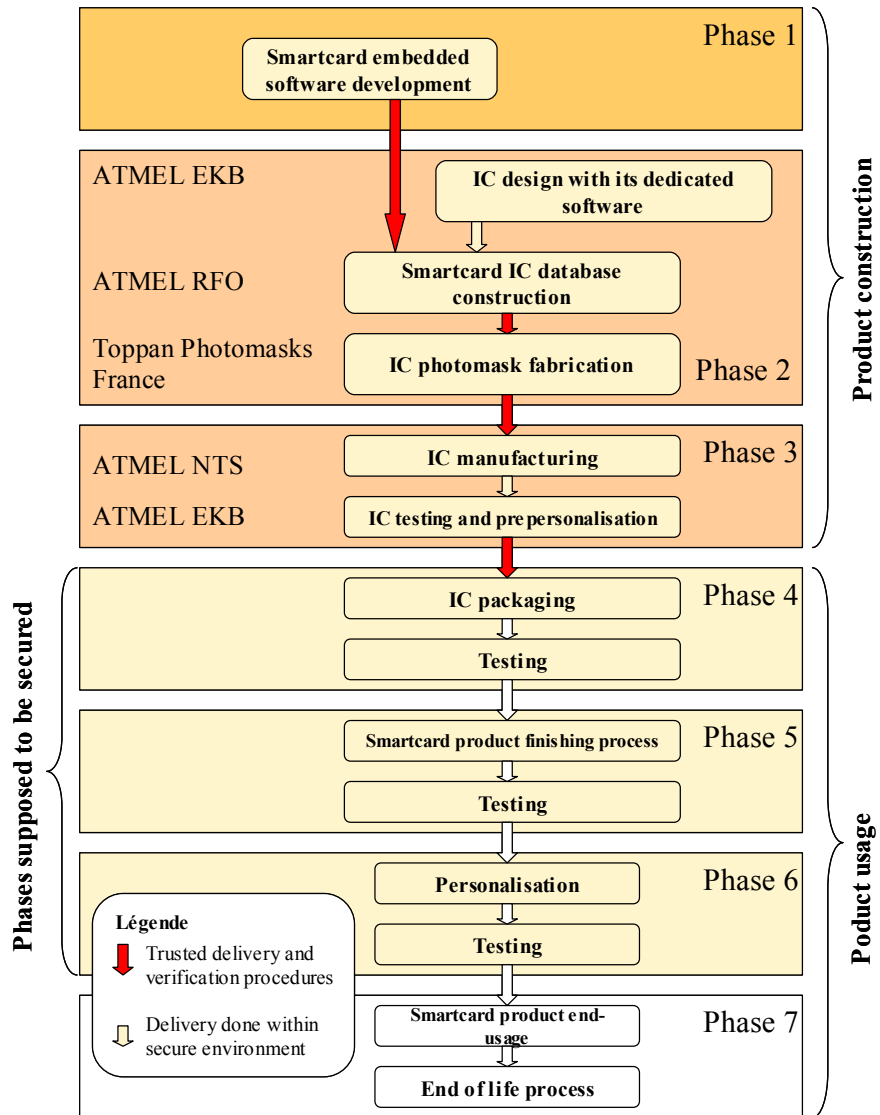 Phase 1
Smartcard embedded
software development
ATMEL EKB
IC design with its dedicated
software
ATMEL RFO
Smartcard IC database
construction
Toppan Photomasks
France
IC photomask fabrication
Phase 2
Product construction
Phase 3
IC manufacturing
ATMEL NTS
ATMEL EKB
IC testing and prepersonalisation
Phase 4
IC packaging
Testing
Phase 5
Smartcard product finishing process
Testing
Phases supposed to be secured
Phase 6
Personalisation
Testing
Poduct usage
Légende
Trusted delivery and
verification procedures
Delivery done within
secure environment
Phase 7
Smartcard product end-
usage
End of life process